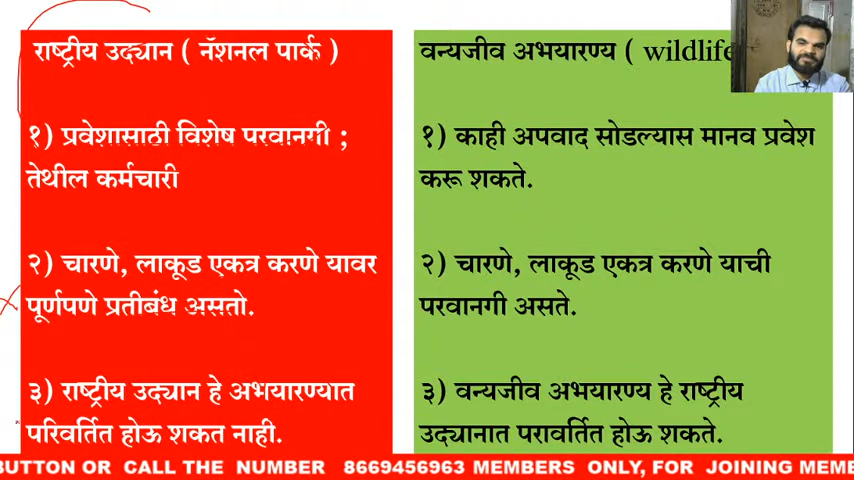 राष्ट्रीय उद्यान ( नॅशनल पार्क )
१) प्रवेशासाठी विशेष परवानगी ;
तेथील कर्मचारी
२) चारणे, लाकूड एकत्र करणे यावर
पूर्णपणे प्रतीबंध असतो.
३) राष्ट्रीय उद्यान हे अभयारण्यात
परिवर्तित होऊ शकत नाही.
वन्यजीव अभयारण्य ( wildlife
१) काही अपवाद सोडल्यास मानव प्रवेश
करू शकते.
२) चारणे, लाकूड एकत्र करणे याची
परवानगी असते.
३) वन्यजीव अभयारण्य हे राष्ट्रीय
उद्यानात परावर्तित होऊ शकते.
BUTTON OR CALL THE NUMBER 8669456963 MEMBERS ONLY, FOR JOINING MEME